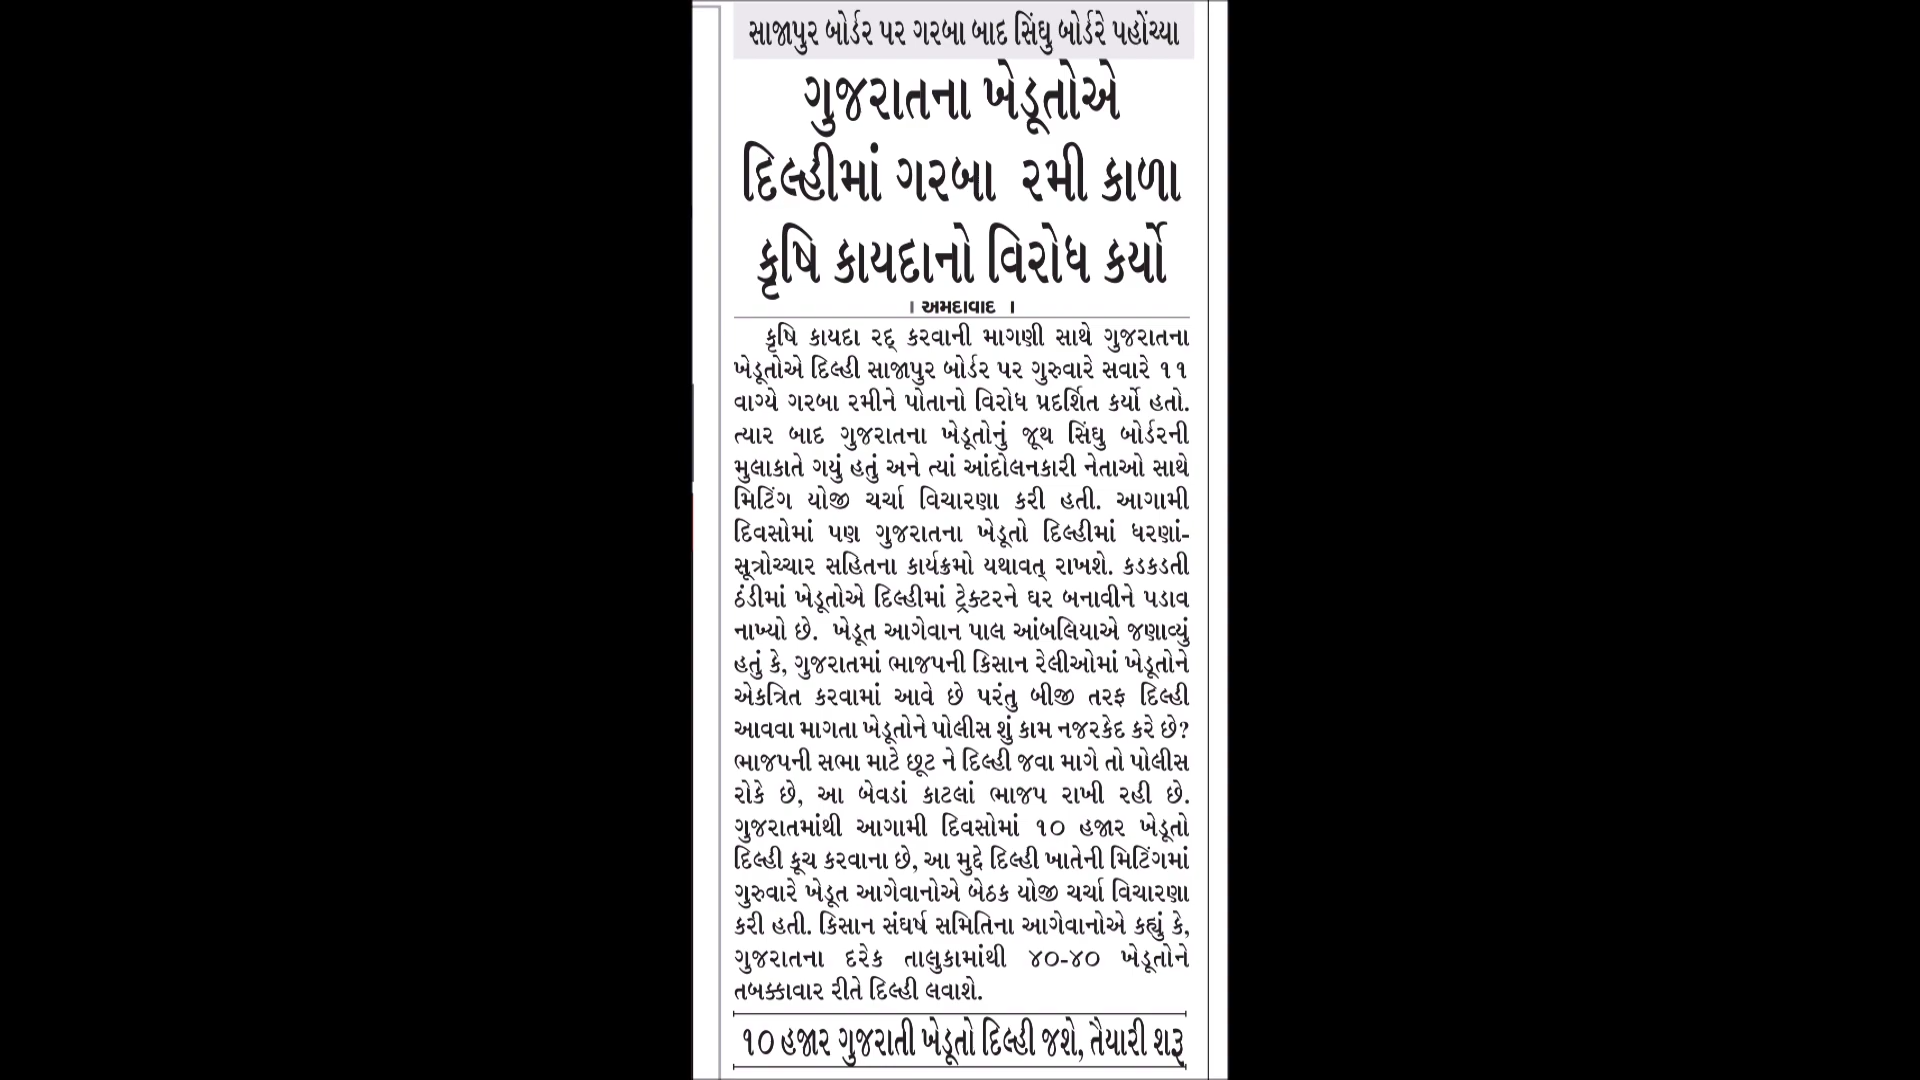 સાજાપુર બોર્ડર પર ગરબા બાદ સિંઘુ બોર્ડરે પહોંચ્યા
ગુજરાતના ખેડૂતોએ
દિલ્હીમાં ગરબા રમી કાળા
કૃષિ કાયદાનો વિરોધ કર્યો
। અમદાવાદ ।
કૃષિ કાયદા રદ્ કરવાની માગણી સાથે ગુજરાતના
ખેડૂતોએ દિલ્હી સાજાપુર બોર્ડર પર ગુરુવારે સવારે ૧૧
વાગ્યે ગરબા રમીને પોતાનો વિરોધ પ્રદર્શિત કર્યો હતો.
ત્યાર બાદ ગુજરાતના ખેડૂતોનું જૂથ સિંઘુ બોર્ડરની
મુલાકાતે ગયું હતું અને ત્યાં આંદોલનકારી નેતાઓ સાથે
મિટિંગ યોજી ચર્ચા વિચારણા કરી હતી. આગામી
દિવસોમાં પણ ગુજરાતના ખેડૂતો દિલ્હીમાં ધરણાં-
સૂત્રોચ્ચાર સહિતના કાર્યક્રમો યથાવત્ રાખશે. કડકડતી
ઠંડીમાં ખેડૂતોએ દિલ્હીમાં ટ્રેક્ટરને ઘર બનાવીને પડાવ
નાખ્યો છે. ખેડૂત આગેવાન પાલ આંબલિયાએ જણાવ્યું
હતું કે, ગુજરાતમાં ભાજપની કિસાન રેલીઓમાં ખેડૂતોને
એકત્રિત કરવામાં આવે છે પરંતુ બીજી તરફ દિલ્હી
આવવા માગતા ખેડૂતોને પોલીસ શું કામ નજરકેદ કરે છે?
ભાજપની સભા માટે છૂટ ને દિલ્હી જવા માગે તો પોલીસ
રોકે છે, આ બેવડાં કાટલાં ભાજપ રાખી રહી છે.
ગુજરાતમાંથી આગામી દિવસોમાં ૧૦ હજાર ખેડૂતો
દિલ્હી કૂચ કરવાના છે, આ મુદ્દે દિલ્હી ખાતેની મિટિંગમાં
ગુરુવારે ખેડૂત આગેવાનોએ બેઠક યોજી ચર્ચા વિચારણા
કરી હતી. કિસાન સંઘર્ષ સમિતિના આગેવાનોએ કહ્યું કે,
ગુજરાતના દરેક તાલુકામાંથી ૪૦-૪૦ ખેડૂતોને
તબક્કાવાર રીતે દિલ્હી લવાશે.
૧૦ હજાર ગુજરાતી ખેડૂતો દિલ્હી જશે, તૈયારી શરૂ